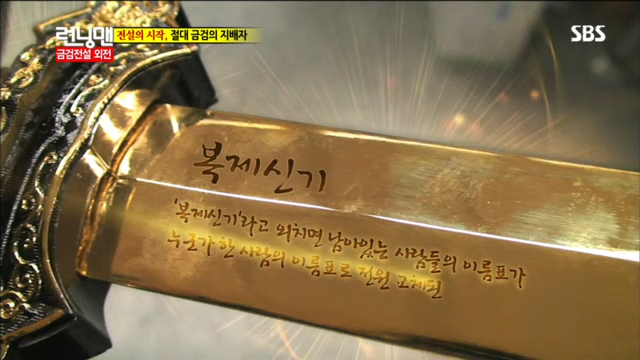 런닝맨
금검전설 외전
전설의 시작, 절대 금검의 지배자
SBS
복제신기
'복제신기'라고 외치면 남아있는 사람들의 이름표가
누군가 한 사람의 이름표로 전원 교체됨